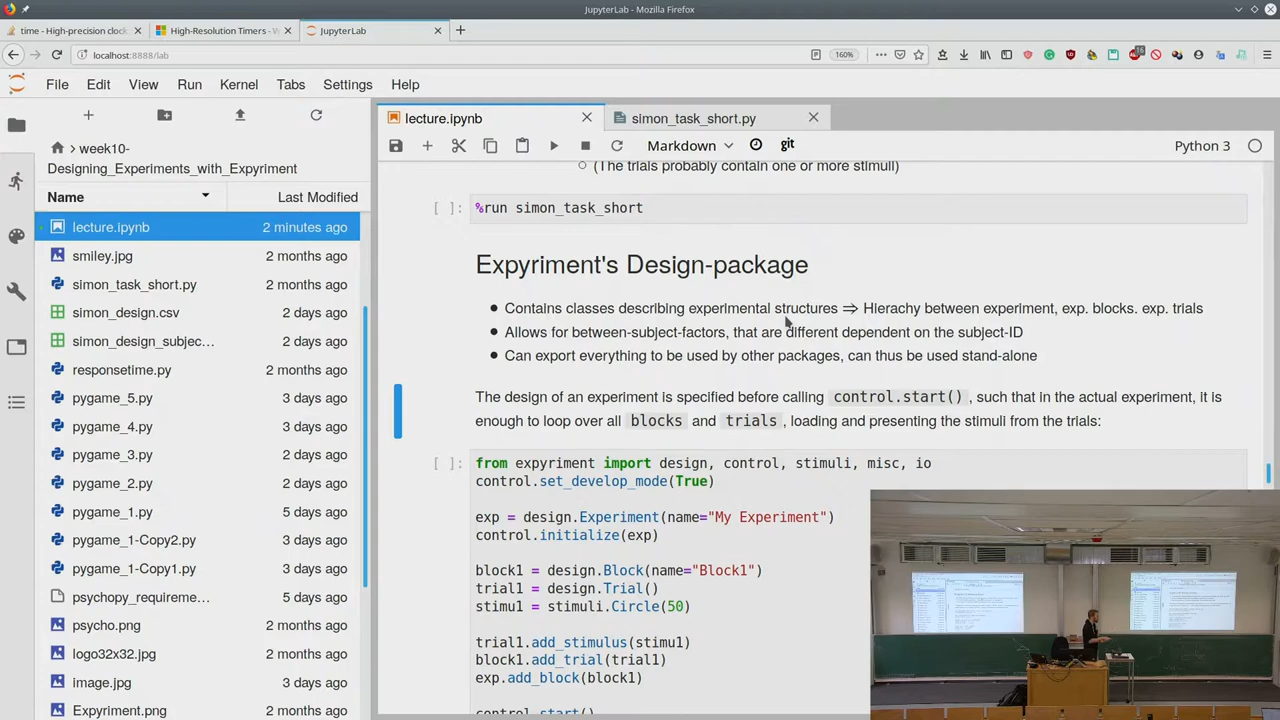 JupyterLab - Mozilla Firefox
time - High-precision clock
High-Resolution Timers - V
JupyterLab
localhost:8888/lab
160%
16
File Edit View Run Kernel Tabs Settings Help
week10-
Designing_Experiments_with_Expyriment
Name Last Modified
lecture.ipynb 2 minutes ago
smiley.jpg 2 months ago
simon_task_short.py 2 months ago
simon_design.csv 2 days ago
simon_design_subjec... 2 days ago
responsetime.py 2 months ago
pygame_5.py 3 days ago
pygame_4.py 3 days ago
pygame_3.py 2 days ago
pygame_2.py 2 days ago
pygame_1.py 5 days ago
pygame_1-Copy2.py 3 days ago
pygame_1-Copy1.py 3 days ago
psychopy_requireme... 5 days ago
psycho.png 2 months ago
logo32x32.jpg 2 months ago
image.jpg 3 days ago
Expyriment.png 2 months ago
lecture.ipynb
simon_task_short.py
Markdown
git
Python 3
(The trials probably contain one or more stimuli)
[ ]: %run simon_task_short
Expyriment's Design-package
Contains classes describing experimental structures ⇒ Hierachy between experiment, exp. blocks. exp. trials
Allows for between-subject-factors, that are different dependent on the subject-ID
Can export everything to be used by other packages, can thus be used stand-alone
The design of an experiment is specified before calling control.start() , such that in the actual experiment, it is
enough to loop over all blocks and trials , loading and presenting the stimuli from the trials:
[ ]: from expyriment import design, control, stimuli, misc, io
control.set_develop_mode(True)
exp = design.Experiment(name="My Experiment")
control.initialize(exp)
block1 = design.Block(name="Block1")
trial1 = design.Trial()
stimu1 = stimuli.Circle(50)
trial1.add_stimulus(stimu1)
block1.add_trial(trial1)
exp.add_block(block1)
control.start()